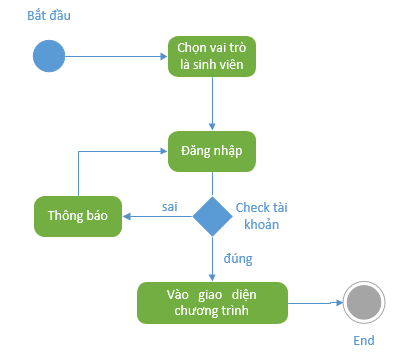 Bắt đầu
Chọn vai trò
là sinh viên
Đăng nhập
Thông báo
sai
Check tài
khoản
đúng
Vào giao diện
chương trình
End